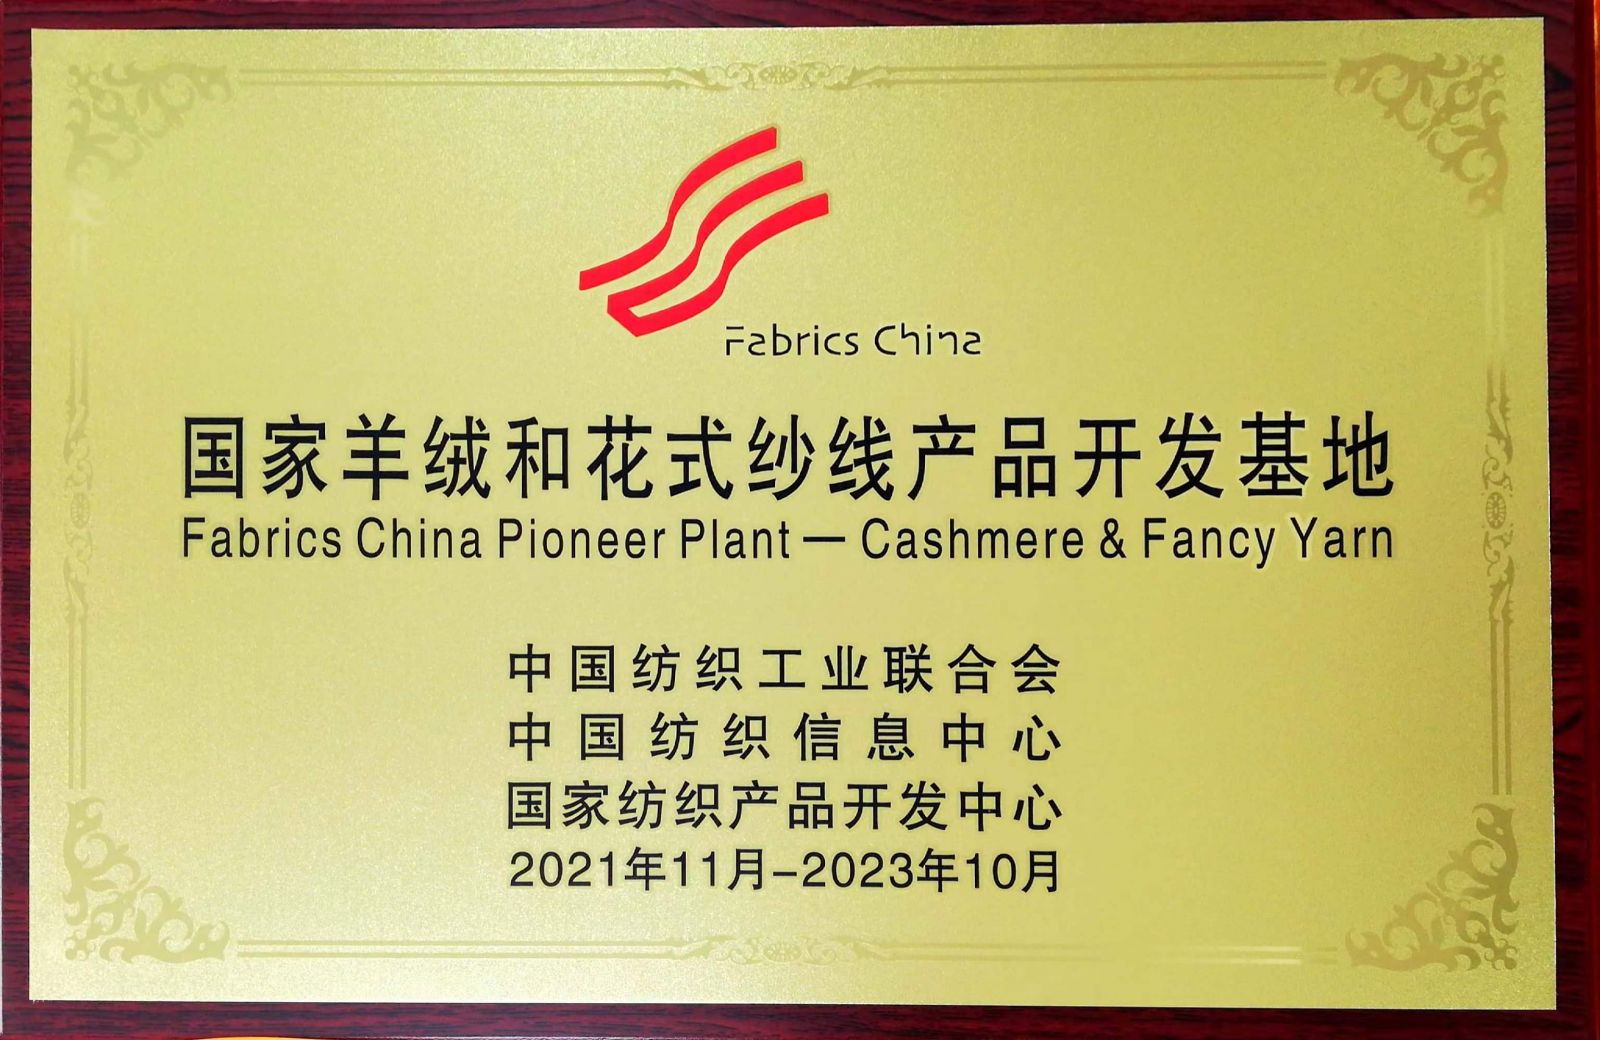 Fabrics China
国家羊绒和花式纱线产品开发基地
Fabrics China Pioneer Plant — Cashmere & Fancy Yarn
中国纺织工业联合会
中国纺织信息中心
国家纺织产品开发中心
2021年11月-2023年10月